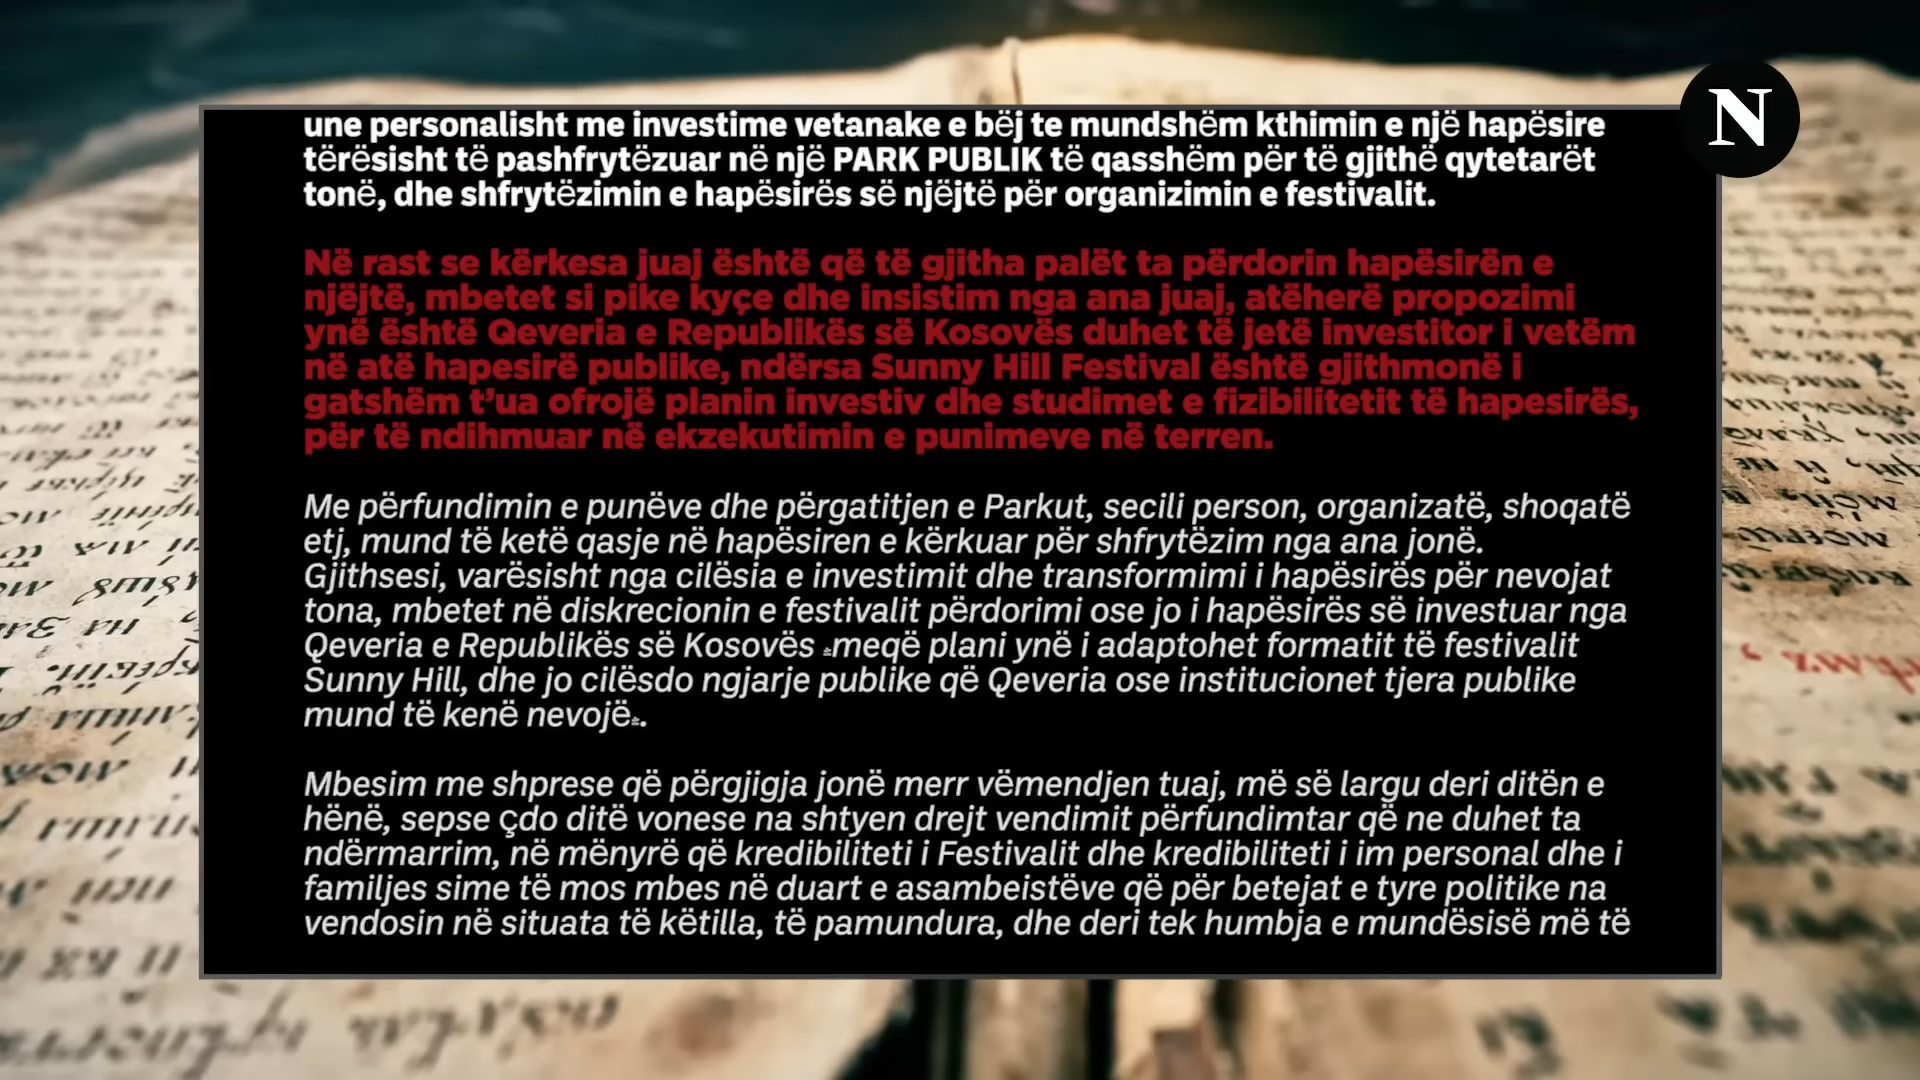 N
une personalisht me investime vetanake e bëj te mundshëm kthimin e një hapësire
tërësisht të pashfrytëzuar në një PARK PUBLIK të qasshëm për të gjithë qytetarët
tonë, dhe shfrytëzimin e hapësirës së njëjtë për organizimin e festivalit.
Në rast se kërkesa juaj është që të gjitha palët ta përdorin hapësirën e
njëjtë, mbetet si pike kyçe dhe insistim nga ana juaj, atëherë propozimi
ynë është Qeveria e Republikës së Kosovës duhet të jetë investitor i vetëm
në atë hapesirë publike, ndërsa Sunny Hill Festival është gjithmonë i
gatshëm t’ua ofrojë planin investiv dhe studimet e fizibilitetit të hapesirës,
për të ndihmuar në ekzekutimin e punimeve në terren.
Me përfundimin e punëve dhe përgatitjen e Parkut, secili person, organizatë, shoqatë
etj, mund të ketë qasje në hapësiren e kërkuar për shfrytëzim nga ana jonë.
Gjithsesi, varësisht nga cilësia e investimit dhe transformimi i hapësirës për nevojat
tona, mbetet në diskrecionin e festivalit përdorimi ose jo i hapësirës së investuar nga
Qeveria e Republikës së Kosovës meqë plani ynë i adaptohet formatit të festivalit
Sunny Hill, dhe jo cilësdo ngjarje publike që Qeveria ose institucionet tjera publike
mund të kenë nevojë.
Mbesim me shprese që përgjigja jonë merr vëmendjen tuaj, më së largu deri ditën e
hënë, sepse çdo ditë vonese na shtyen drejt vendimit përfundimtar që ne duhet ta
ndërmarrim, në mënyrë që kredibiliteti i Festivalit dhe kredibiliteti i im personal dhe i
familjes sime të mos mbes në duart e asambeistëve që për betejat e tyre politike na
vendosin në situata të këtilla, të pamundura, dhe deri tek humbja e mundësisë më të